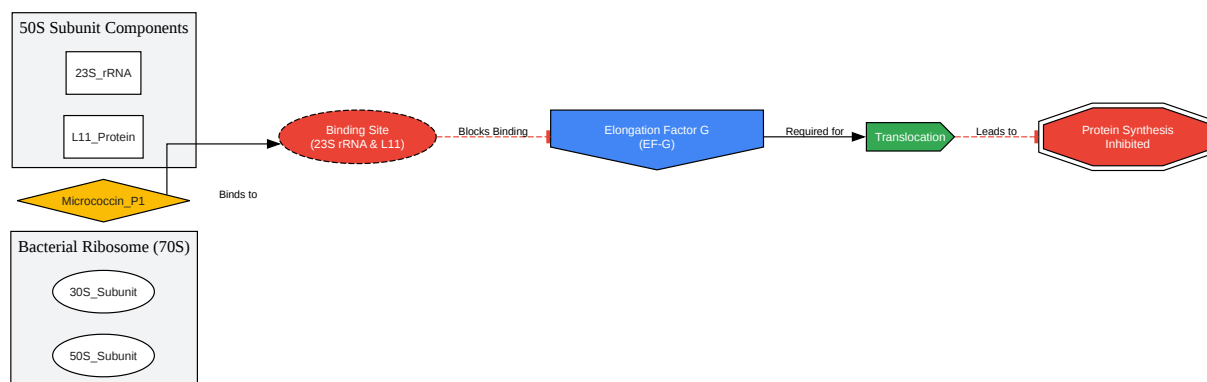 50S Subunit Components
23S_rRNA
L11_Protein
Micrococcin_P1
Binds to
Bacterial Ribosome (70S)
30S_Subunit
50S_Subunit
Binding Site
(23S rRNA & L11)
Blocks Binding
Elongation Factor G
(EF-G)
Required for
Translocation
Leads to
Protein Synthesis
Inhibited